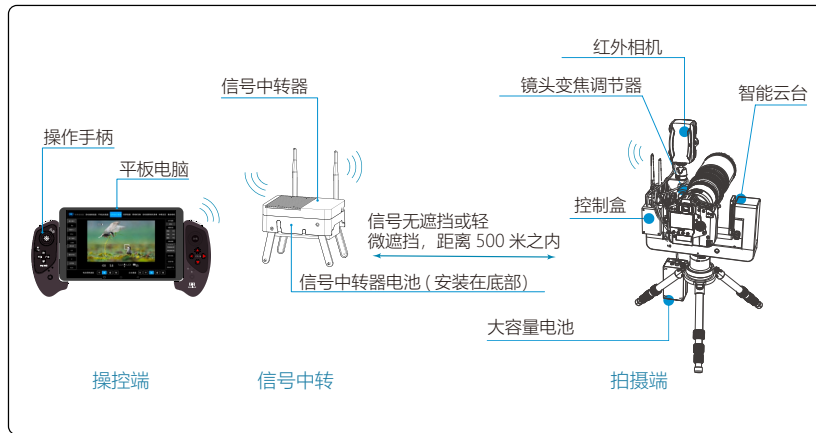 红外相机
镜头变焦调节器
智能云台
信号中转器
操作手柄
平板电脑
控制盒
信号无遮挡或轻
微遮挡，距离 500 米之内
信号中转器电池 ( 安装在底部）
大容量电池
操控端
信号中转
拍摄端